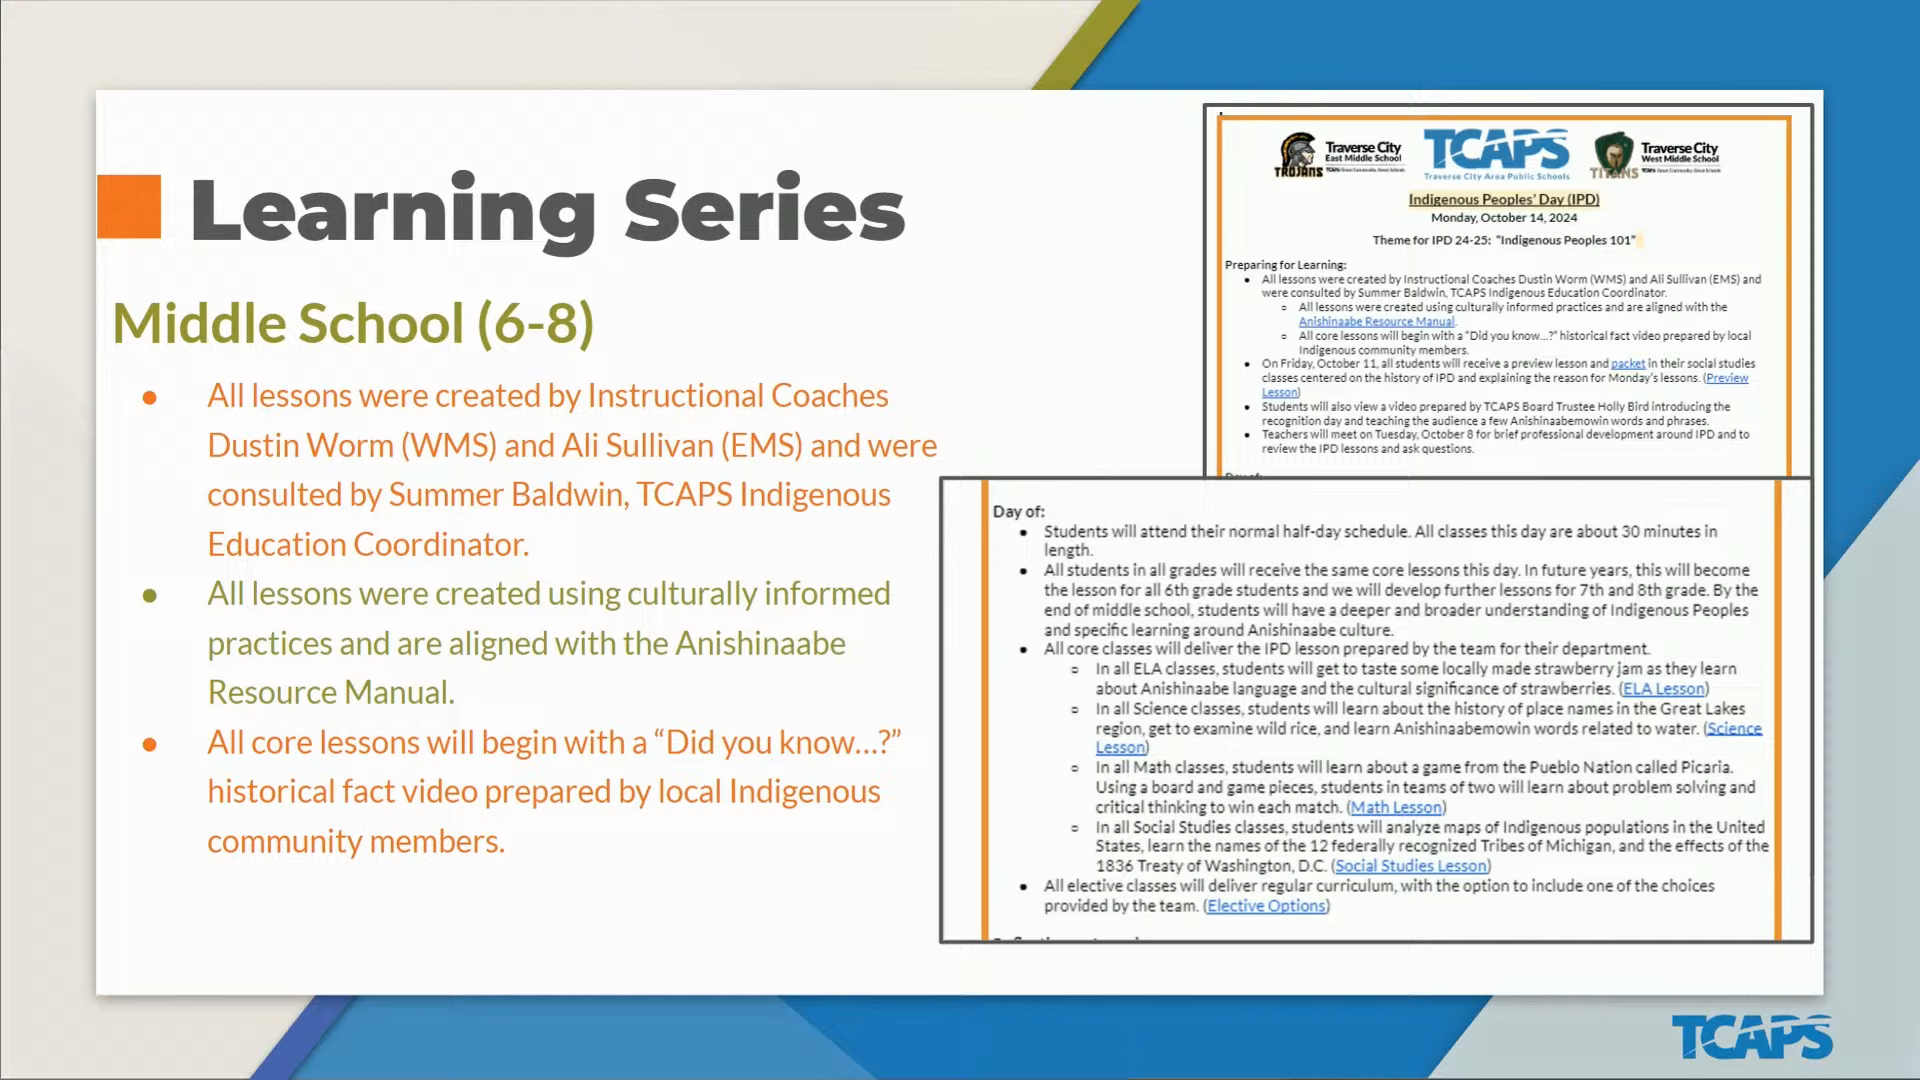 Learning Series
Middle School (6-8)
● All lessons were created by Instructional Coaches
Dustin Worm (WMS) and Ali Sullivan (EMS) and were
consulted by Summer Baldwin, TCAPS Indigenous
Education Coordinator.
● All lessons were created using culturally informed
practices and are aligned with the Anishinaabe
Resource Manual.
● All core lessons will begin with a “Did you know...?”
historical fact video prepared by local Indigenous
community members.
TROJANS
Traverse City
East Middle School
TCAPS
Traverse City Area Public Schools
TITANS
Traverse City
West Middle School
Indigenous Peoples’ Day (IPD)
Monday, October 14, 2024
Theme for IPD 24-25: “Indigenous Peoples 101”
Preparing for Learning:
● All lessons were created by Instructional Coaches Dustin Worm (WMS) and Ali Sullivan (EMS) and
were consulted by Summer Baldwin, TCAPS Indigenous Education Coordinator.
○ All lessons were created using culturally informed practices and are aligned with the
Anishinaabe Resource Manual.
○ All core lessons will begin with a “Did you know...?” historical fact video prepared by local
Indigenous community members.
● On Friday, October 11, all students will receive a preview lesson and packet in their social studies
classes centered on the history of IPD and explaining the reason for Monday’s lessons. (Preview
Lesson)
● Students will also view a video prepared by TCAPS Board Trustee Holly Bird introducing the
recognition day and teaching the audience a few Anishinaabemowin words and phrases.
● Teachers will meet on Tuesday, October 8 for brief professional development around IPD and to
review the IPD lessons and ask questions.
Day of:
● Students will attend their normal half-day schedule. All classes this day are about 30 minutes in
length.
● All students in all grades will receive the same core lessons this day. In future years, this will become
the lesson for all 6th grade students and we will develop further lessons for 7th and 8th grade. By the
end of middle school, students will have a deeper and broader understanding of Indigenous Peoples
and specific learning around Anishinaabe culture.
● All core classes will deliver the IPD lesson prepared by the team for their department.
○ In all ELA classes, students will get to taste some locally made strawberry jam as they learn
about Anishinaabe language and the cultural significance of strawberries. (ELA Lesson)
○ In all Science classes, students will learn about the history of place names in the Great Lakes
region, get to examine wild rice, and learn Anishinaabemowin words related to water. (Science
Lesson)
○ In all Math classes, students will learn about a game from the Pueblo Nation called Picaria.
Using a board and game pieces, students in teams of two will learn about problem solving and
critical thinking to win each match. (Math Lesson)
○ In all Social Studies classes, students will analyze maps of Indigenous populations in the United
States, learn the names of the 12 federally recognized Tribes of Michigan, and the effects of the
1836 Treaty of Washington, D.C. (Social Studies Lesson)
● All elective classes will deliver regular curriculum, with the option to include one of the choices
provided by the team. (Elective Options)
TCAPS